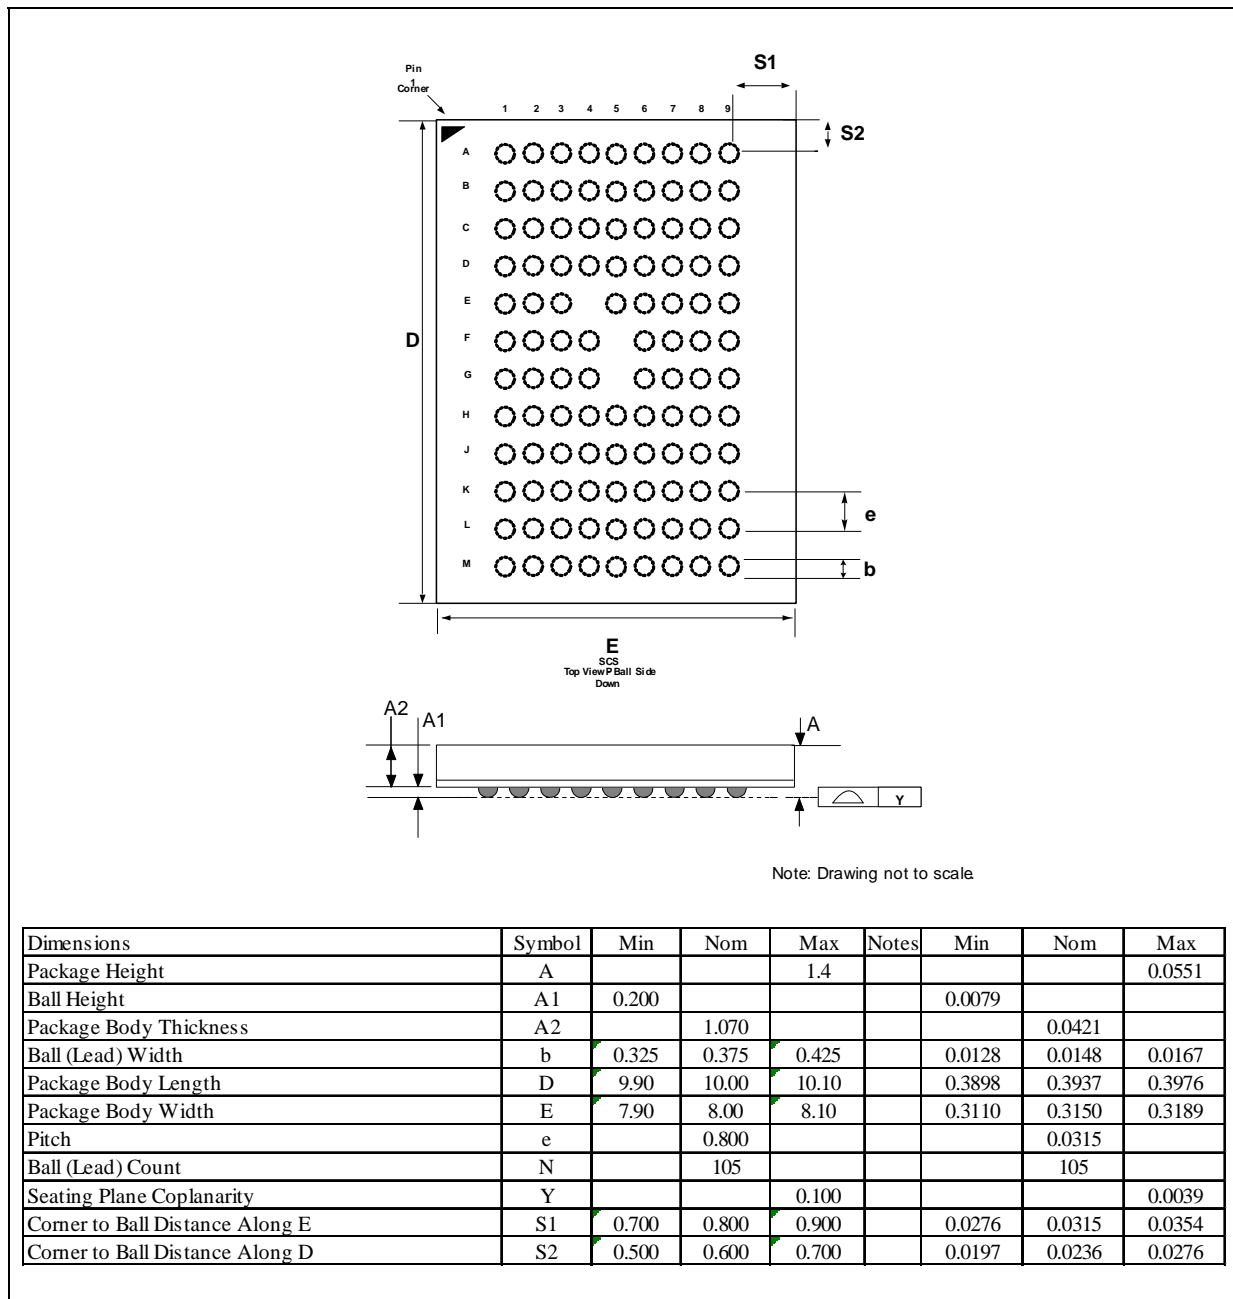 S1
Pin
1
Corner
1 2 3 4 5 6 7 8 9
S2
A
B
C
D
E
D
F
G
H
J
K
e
L
M
b
E
SCS
Top View P Ball Side
Down
A2
A1
A
Y
Note: Drawing not to scale.
Dimensions Symbol Min Nom Max Notes Min Nom Max
Package Height A 1.4 0.0551
Ball Height A1 0.200 0.0079
Package Body Thickness A2 1.070 0.0421
Ball (Lead) Width b 0.325 0.375 0.425 0.0128 0.0148 0.0167
Package Body Length D 9.90 10.00 10.10 0.3898 0.3937 0.3976
Package Body Width E 7.90 8.00 8.10 0.3110 0.3150 0.3189
Pitch e 0.800 0.0315
Ball (Lead) Count N 105 105
Seating Plane Coplanarity Y 0.100 0.0039
Corner to Ball Distance Along E S1 0.700 0.800 0.900 0.0276 0.0315 0.0354
Corner to Ball Distance Along D S2 0.500 0.600 0.700 0.0197 0.0236 0.0276